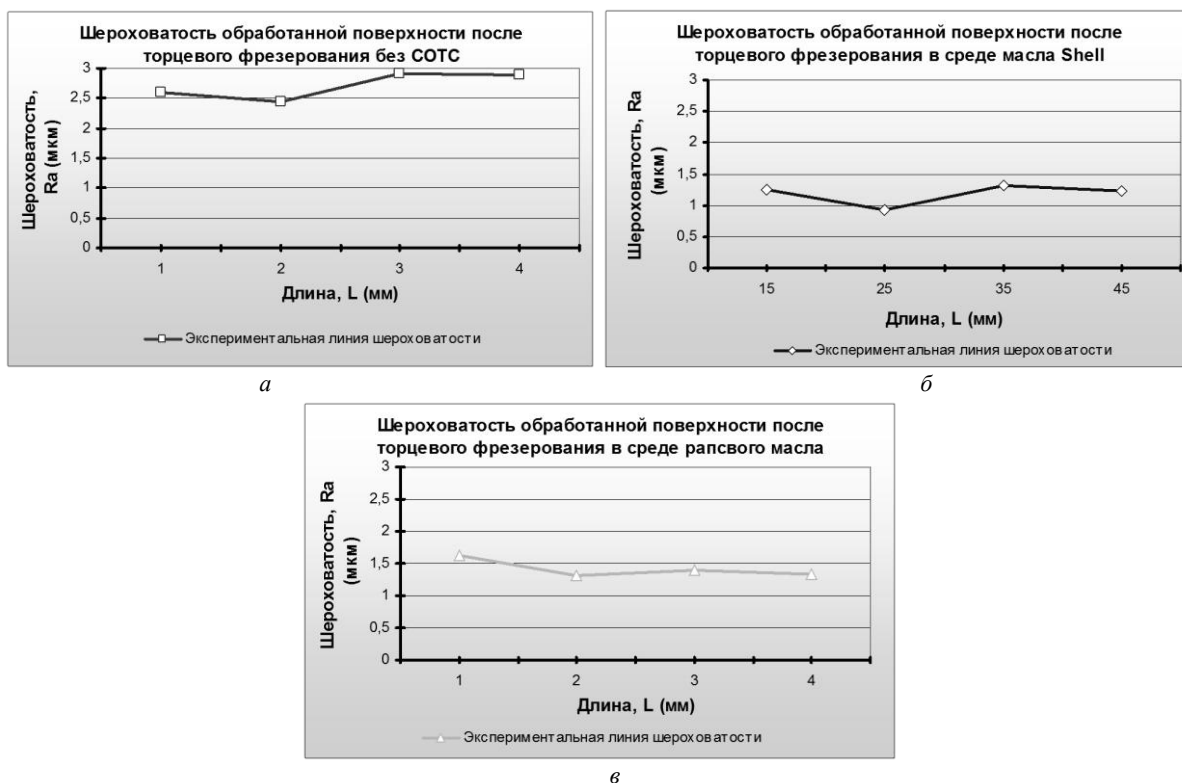 Шероховатость обработанной поверхности после
торцевого фрезерования без СОТС
Шероховатость,
Ra (мкм)
3
2,5
2
1,5
1
0,5
0
1 2 3 4
Длина, L (мм)
Экспериментальная линия шероховатости
а
Шероховатость обработанной поверхности после
торцевого фрезерования в среде масла Shell
Шероховатость, Ra
(мкм)
3
2,5
2
1,5
1
0,5
0
15 25 35 45
Длина, L (мм)
Экспериментальная линия шероховатости
б
Шероховатость обработанной поверхности после
торцевого фрезерования в среде рапсвого масла
Шероховатость, Ra
(мкм)
3
2,5
2
1,5
1
0,5
0
1 2 3 4
Длина, L (мм)
Экспериментальная линия шероховатости
в